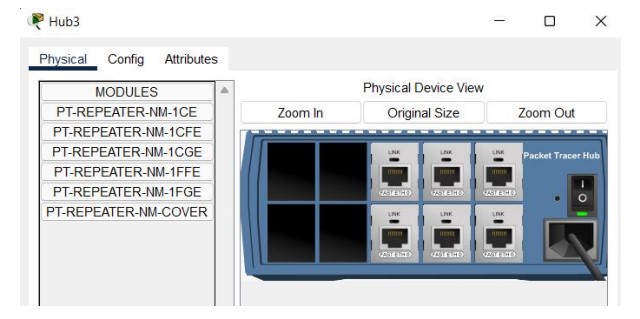 Hub3
Physical Config Attributes
MODULES
PT-REPEATER-NM-1CE
PT-REPEATER-NM-1CFE
PT-REPEATER-NM-1CGE
PT-REPEATER-NM-1FFE
PT-REPEATER-NM-1FGE
PT-REPEATER-NM-COVER
Physical Device View
Zoom In Original Size Zoom Out
Packet Tracer Hub
LINK LINK LINK
FAST ETH 0 FAST ETH 0 FAST ETH 0
LINK LINK LINK
FAST ETH 0 FAST ETH 0 FAST ETH 0